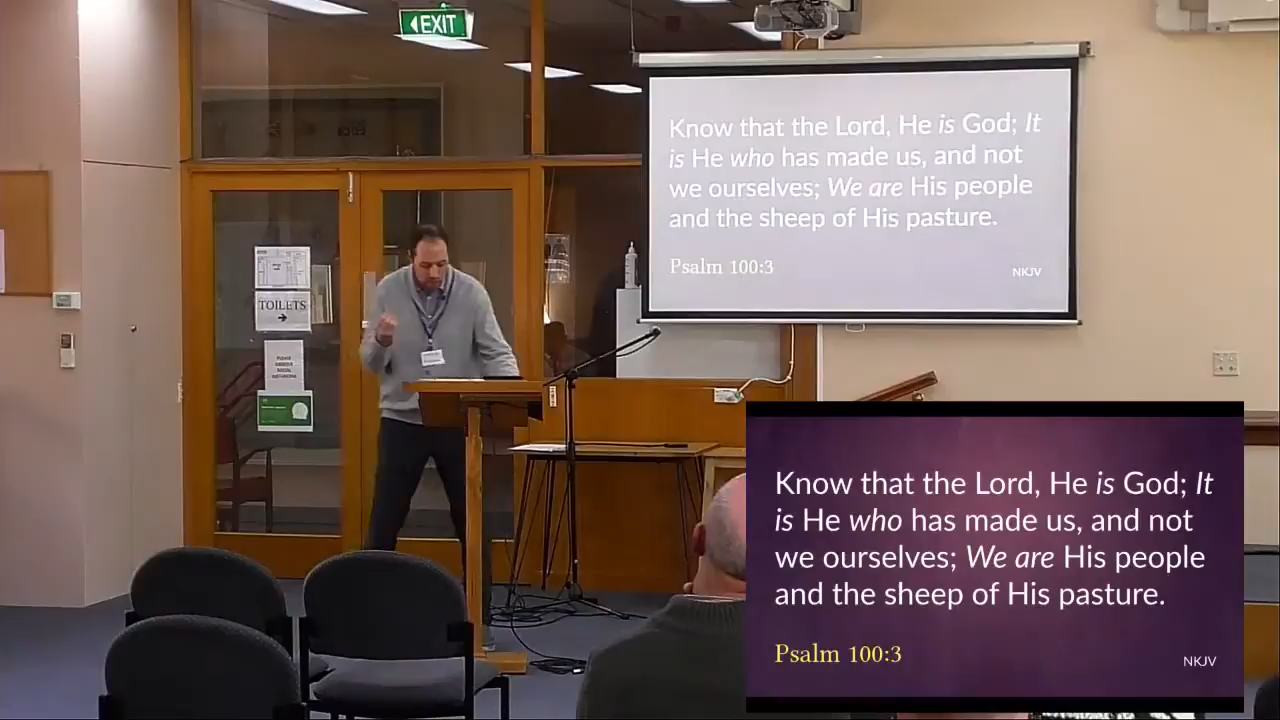 EXIT
Know that the Lord, He is God; It
is He who has made us, and not
we ourselves; We are His people
and the sheep of His pasture.
Psalm 100:3
NKJV
TOILETS
Know that the Lord, He is God; It
is He who has made us, and not
we ourselves; We are His people
and the sheep of His pasture.
Psalm 100:3
NKJV